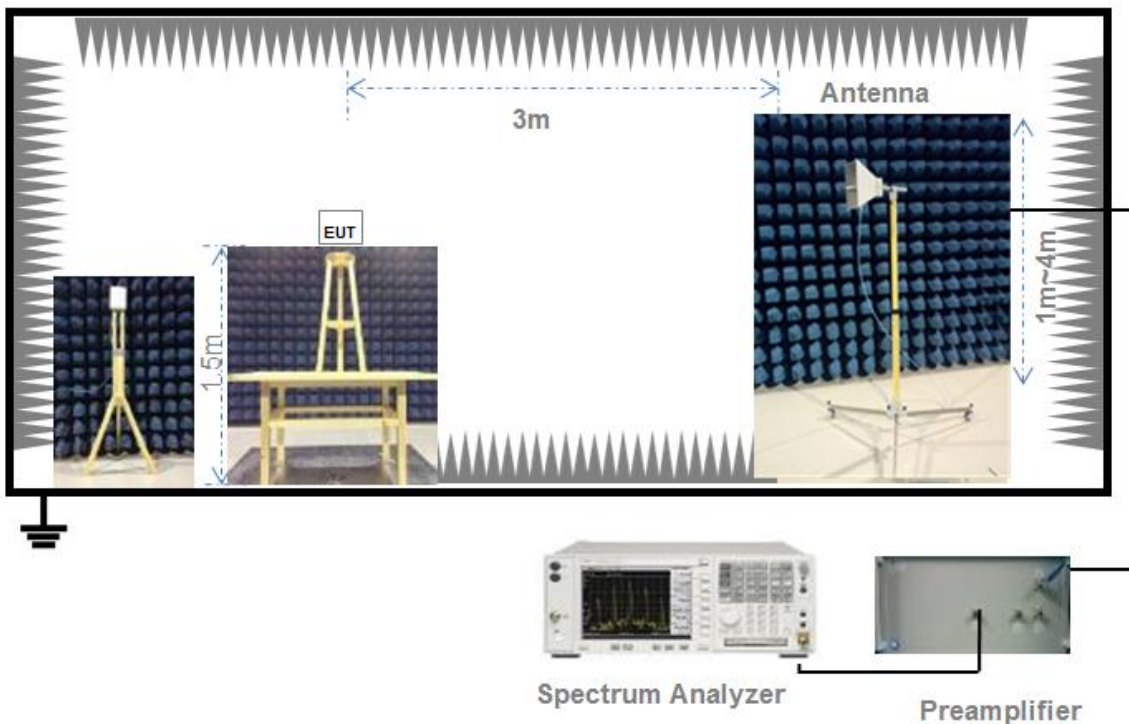 Antenna
3m
EUT
1.5m
1m~4m
Spectrum Analyzer
Preamplifier